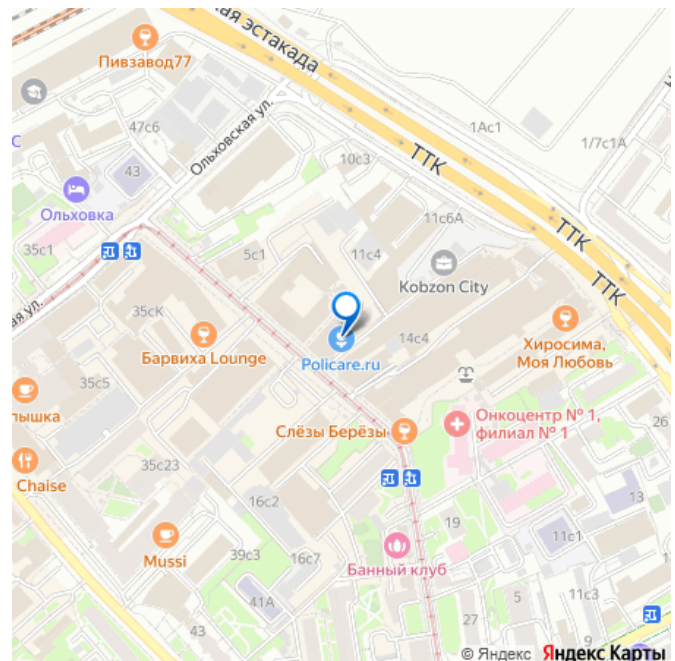 кая эстакада
Пивзавод77
47с6
Ольховская ул.
1Ас1
1/7с1А
ТТК
С
43
10с3
Ольховка
11с6А
ТТК
35с1
5с1
11с4
Kobzon City
ТТК
ая ул.
35сК
Барвиха Lounge
14с4
Хиросима,
Моя Любовь
Policare.ru
35с5
пышка
Слёзы Берёзы
Онкоцентр № 1,
филиал № 1
26
Chaise
35с23
16с2
13
19
11с1
Mussi
39с3
16с7
Банный клуб
41А
27
5
11с3
43
9
© Яндекс Яндекс Карты